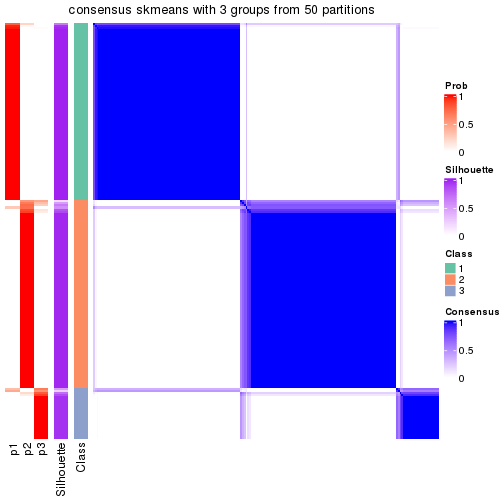 consensus skmeans with 3 groups from 50 partitions
Prob
1
0.5
0
Silhouette
1
0.5
0
Class
1
2
3
Consensus
1
0.5
0
p1
p2
p3
Silhouette
Class